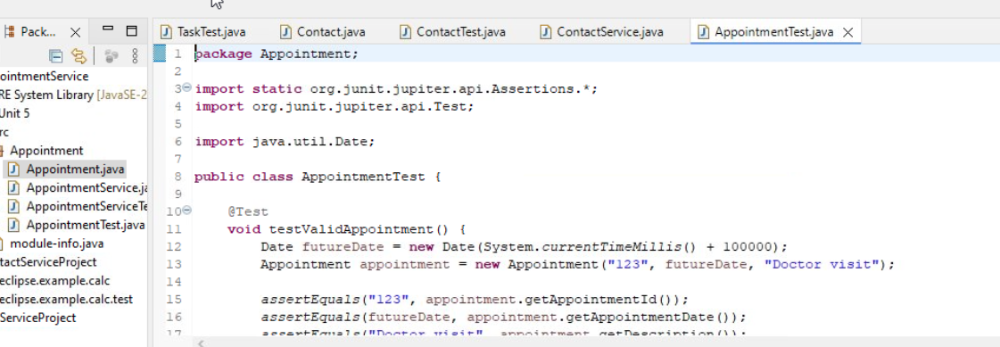 Pack...
TaskTest.java
Contact.java
ContactTest.java
ContactService.java
AppointmentTest.java
ointmentService
RE System Library [JavaSE-2
Unit 5
rc
Appointment
Appointment.java
AppointmentService.ja
AppointmentServiceTe
AppointmentTest.java
module-info.java
tactServiceProject
eclipse.example.calc
eclipse.example.calc.test
ServiceProject
1 package Appointment;
2
3 import static org.junit.jupiter.api.Assertions.*;
4 import org.junit.jupiter.api.Test;
5
6 import java.util.Date;
7
8 public class AppointmentTest {
9
10 @Test
11 void testValidAppointment() {
12 Date futureDate = new Date(System.currentTimeMillis() + 100000);
13 Appointment appointment = new Appointment("123", futureDate, "Doctor visit");
14
15 assertEquals("123", appointment.getAppointmentId());
16 assertEquals(futureDate, appointment.getAppointmentDate());
17 assertEquals("Doctor visit", appointment.getDescription());